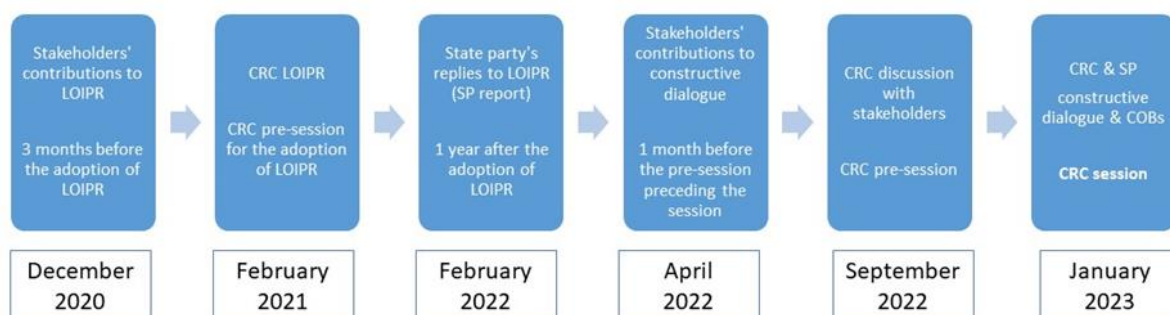 Stakeholders'
contributions to
LOIPR
3 months before
the adoption of
LOIPR
CRC LOIPR
CRC pre-session
for the adoption
of LOIPR
State party's
replies to LOIPR
(SP report)
1 year after the
adoption of
LOIPR
Stakeholders'
contributions to
constructive
dialogue
1 month before
the pre-session
preceding the
session
CRC discussion
with
stakeholders
CRC pre-session
CRC & SP
constructive
dialogue & COBs
CRC session
December
2020
February
2021
February
2022
April
2022
September
2022
January
2023